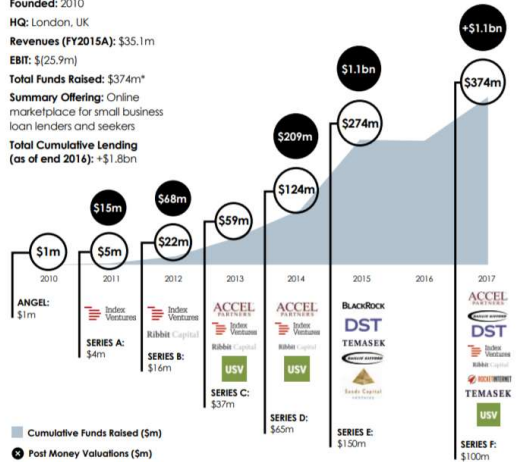 Founded: 2010
HQ: London, UK
Revenues (FY2015A): $35.1m
EBIT: $(25.9m)
Total Funds Raised: $374m*
Summary Offering: Online
marketplace for small business
loan lenders and seekers
Total Cumulative Lending
(as of end 2016): +$1.8bn
+$1.1bn
$374m
$1.1bn
$274m
$209m
$124m
$68m
$59m
$15m
$22m
$5m
$1m
2010 2011 2012 2013 2014 2015 2016 2017
ANGEL:
$1m
Index
Ventures
SERIES A:
$4m
Index
Ventures
Ribbit Capital
SERIES B:
$16m
ACCEL
PARTNERS
Index
Ventures
Ribbit Capital
USV
SERIES C:
$37m
ACCEL
PARTNERS
Index
Ventures
Ribbit Capital
USV
SERIES D:
$65m
BLACKROCK
DST
TEMASEK
Sands Capital
VENTURES
SERIES E:
$150m
ACCEL
PARTNERS
DST
Index
Ventures
Ribbit Capital
ROCKET INTERNET
TEMASEK
USV
SERIES F:
$100m
Cumulative Funds Raised ($m)
Post Money Valuations ($m)